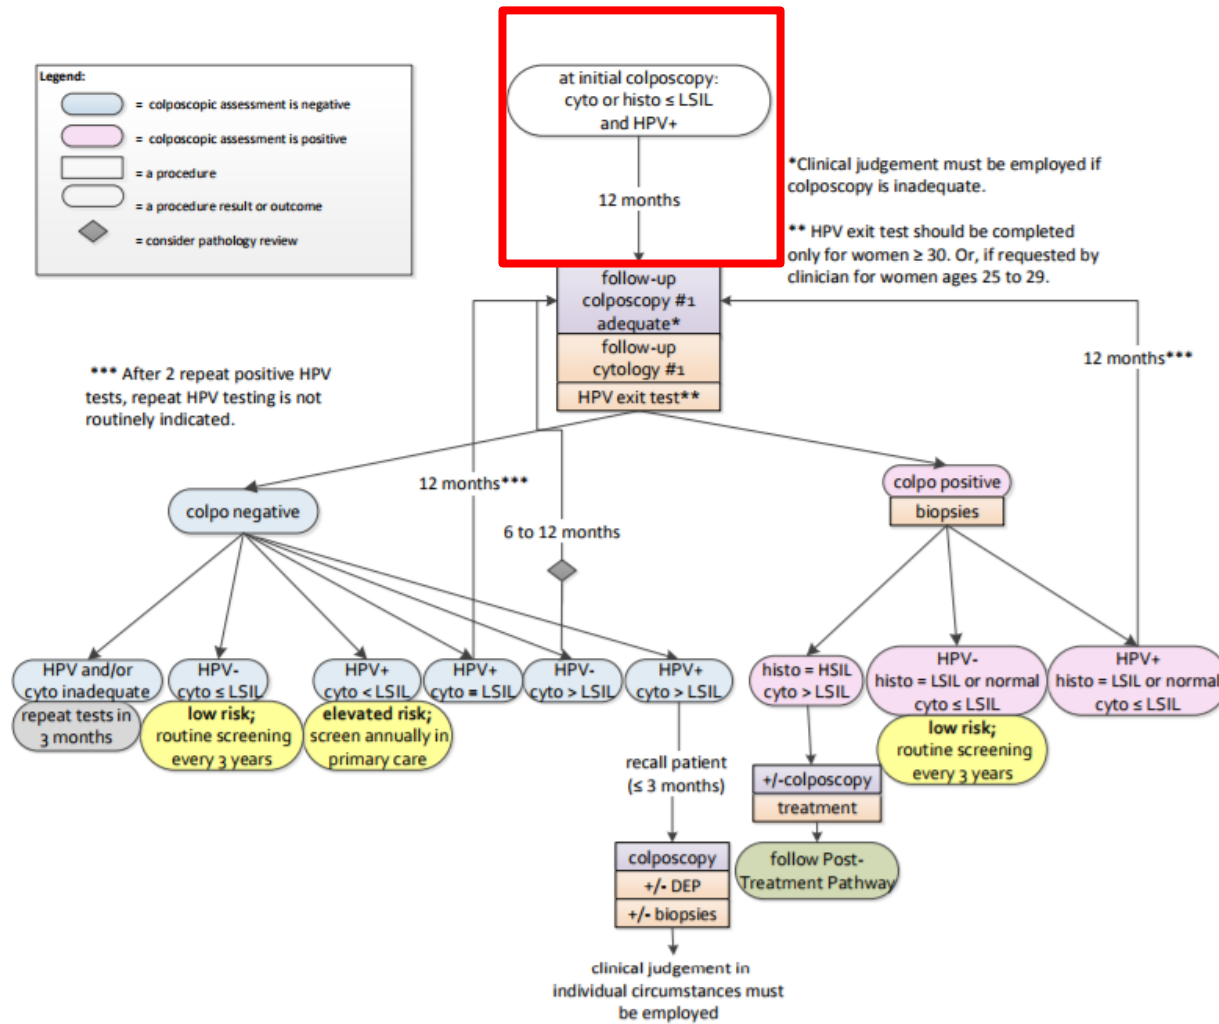 Legend:
= colposcopic assessment is negative
= colposcopic assessment is positive
= a procedure
= a procedure result or outcome
= consider pathology review
at initial colposcopy:
cyto or histo ≤ LSIL
and HPV+
12 months
*Clinical judgement must be employed if
colposcopy is inadequate.
** HPV exit test should be completed
only for women ≥ 30. Or, if requested by
clinician for women ages 25 to 29.
follow-up
colposcopy #1
adequate*
follow-up
cytology #1
HPV exit test**
*** After 2 repeat positive HPV
tests, repeat HPV testing is not
routinely indicated.
12 months***
colpo negative
12 months***
6 to 12 months
colpo positive
biopsies
HPV and/or
cyto inadequate
repeat tests in
3 months
HPV-
cyto ≤ LSIL
low risk;
routine screening
every 3 years
HPV+
cyto < LSIL
elevated risk;
screen annually in
primary care
HPV+
cyto = LSIL
HPV-
cyto > LSIL
HPV+
cyto > LSIL
recall patient
(≤ 3 months)
colposcopy
+/- DEP
+/- biopsies
clinical judgement in
individual circumstances must
be employed
histo = HSIL
cyto > LSIL
+/-colposcopy
treatment
follow Post-
Treatment Pathway
HPV-
histo = LSIL or normal
cyto ≤ LSIL
low risk;
routine screening
every 3 years
HPV+
histo = LSIL or normal
cyto ≤ LSIL